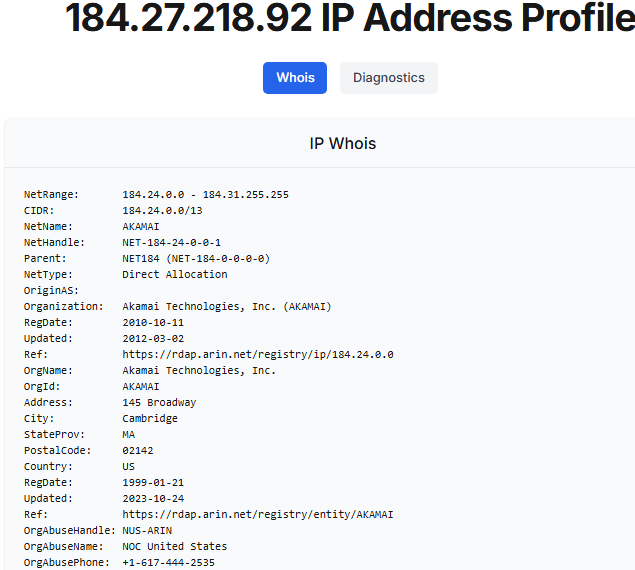 184.27.218.92 IP Address Profile
Whois
Diagnostics
IP Whois
NetRange: 184.24.0.0 - 184.31.255.255
CIDR: 184.24.0.0/13
NetName: AKAMAI
NetHandle: NET-184-24-0-0-1
Parent: NET184 (NET-184-0-0-0-0)
NetType: Direct Allocation
OriginAS:
Organization: Akamai Technologies, Inc. (AKAMAI)
RegDate: 2010-10-11
Updated: 2012-03-02
Ref: https://rdap.arin.net/registry/ip/184.24.0.0
OrgName: Akamai Technologies, Inc.
OrgId: AKAMAI
Address: 145 Broadway
City: Cambridge
StateProv: MA
PostalCode: 02142
Country: US
RegDate: 1999-01-21
Updated: 2023-10-24
Ref: https://rdap.arin.net/registry/entity/AKAMAI
OrgAbuseHandle: NUS-ARIN
OrgAbuseName: NOC United States
OrgAbusePhone: +1-617-444-2535